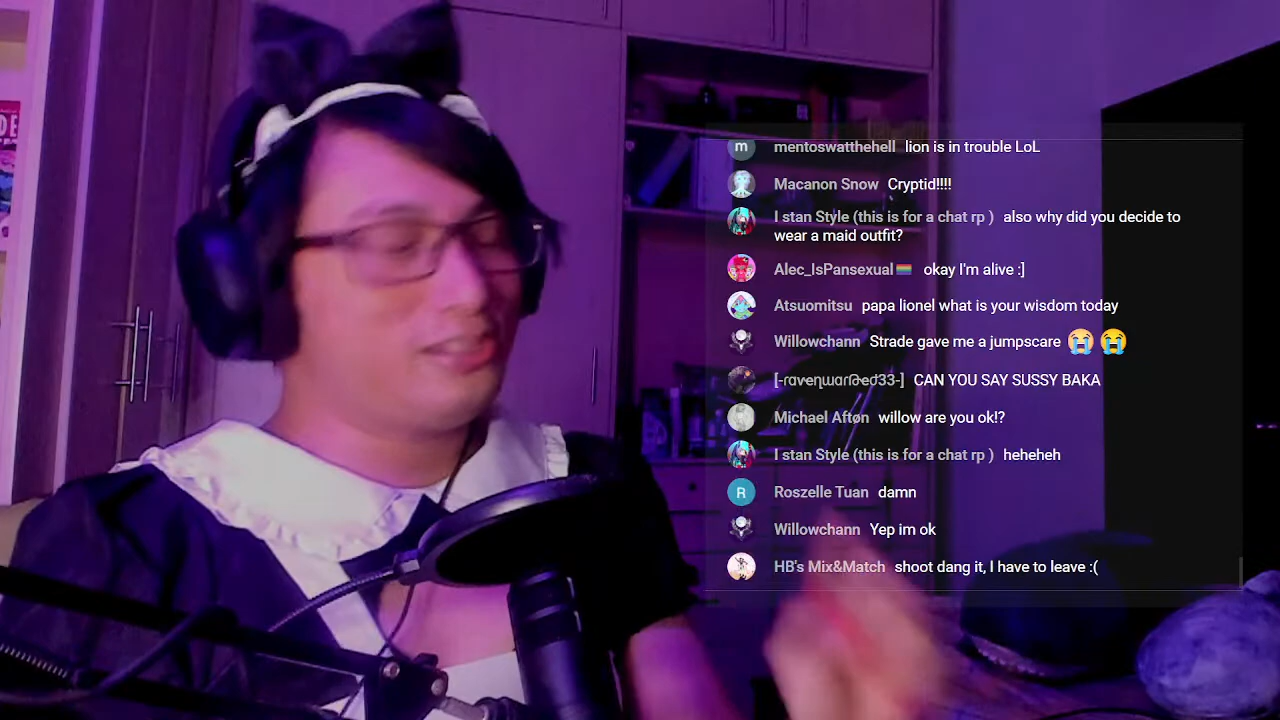 DE
m mentoswatthehell lion is in trouble LoL
Macanon Snow Cryptid!!!!
I stan Style (this is for a chat rp ) also why did you decide to
wear a maid outfit?
Alec_IsPansexual🏳️‍🌈 okay I'm alive :]
Atsuomitsu papa lionel what is your wisdom today
Willowchann Strade gave me a jumpscare 😭 😭
CAN YOU SAY SUSSY BAKA
Michael Afton willow are you ok!?
I stan Style (this is for a chat rp ) heheheh
R Roszelle Tuan damn
Willowchann Yep im ok
HB's Mix&Match shoot dang it, I have to leave :(